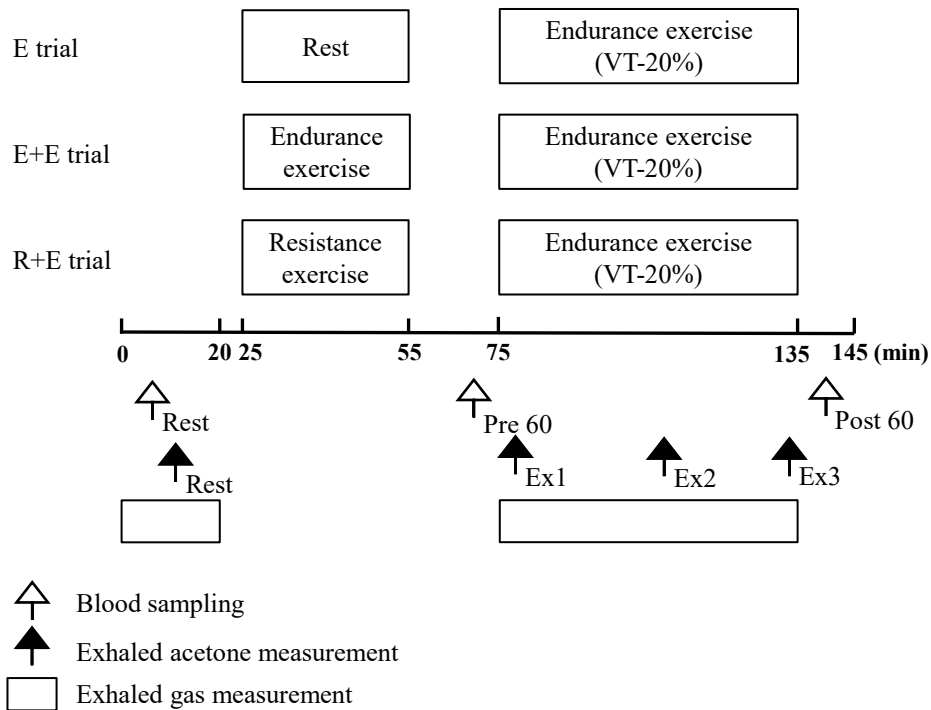 E trial
Rest
Endurance exercise
(VT-20%)
E+E trial
Endurance
exercise
Endurance exercise
(VT-20%)
R+E trial
Resistance
exercise
Endurance exercise
(VT-20%)
0 20 25 55 75 135 145 (min)
Rest Pre 60 Post 60
Rest Ex1 Ex2 Ex3
Blood sampling
Exhaled acetone measurement
Exhaled gas measurement